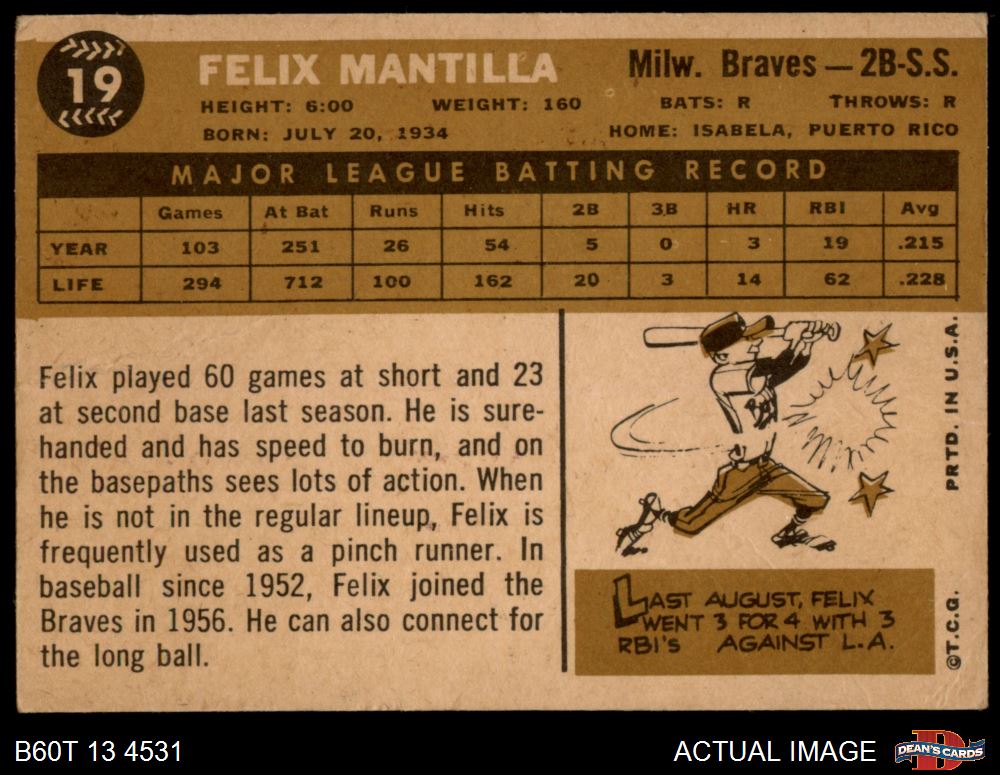 19
FELIX MANTILLA
Milw. Braves — 2B-S.S.
HEIGHT: 6:00 WEIGHT: 160 BATS: R THROWS: R
BORN: JULY 20, 1934 HOME: ISABELA, PUERTO RICO
MAJOR LEAGUE BATTING RECORD
Games At Bat Runs Hits 2B 3B HR RBI Avg
YEAR 103 251 26 54 5 0 3 19 .215
LIFE 294 712 100 162 20 3 14 62 .228
Felix played 60 games at short and 23
at second base last season. He is sure-
handed and has speed to burn, and on
the basepaths sees lots of action. When
he is not in the regular lineup, Felix is
frequently used as a pinch runner. In
baseball since 1952, Felix joined the
Braves in 1956. He can also connect for
the long ball.
LAST AUGUST, FELIX
WENT 3 FOR 4 WITH 3
RBI'S AGAINST L.A.
©T.C.G. PRTD. IN U.S.A.
B60T 13 4531
ACTUAL IMAGE
DEAN'S CARDS